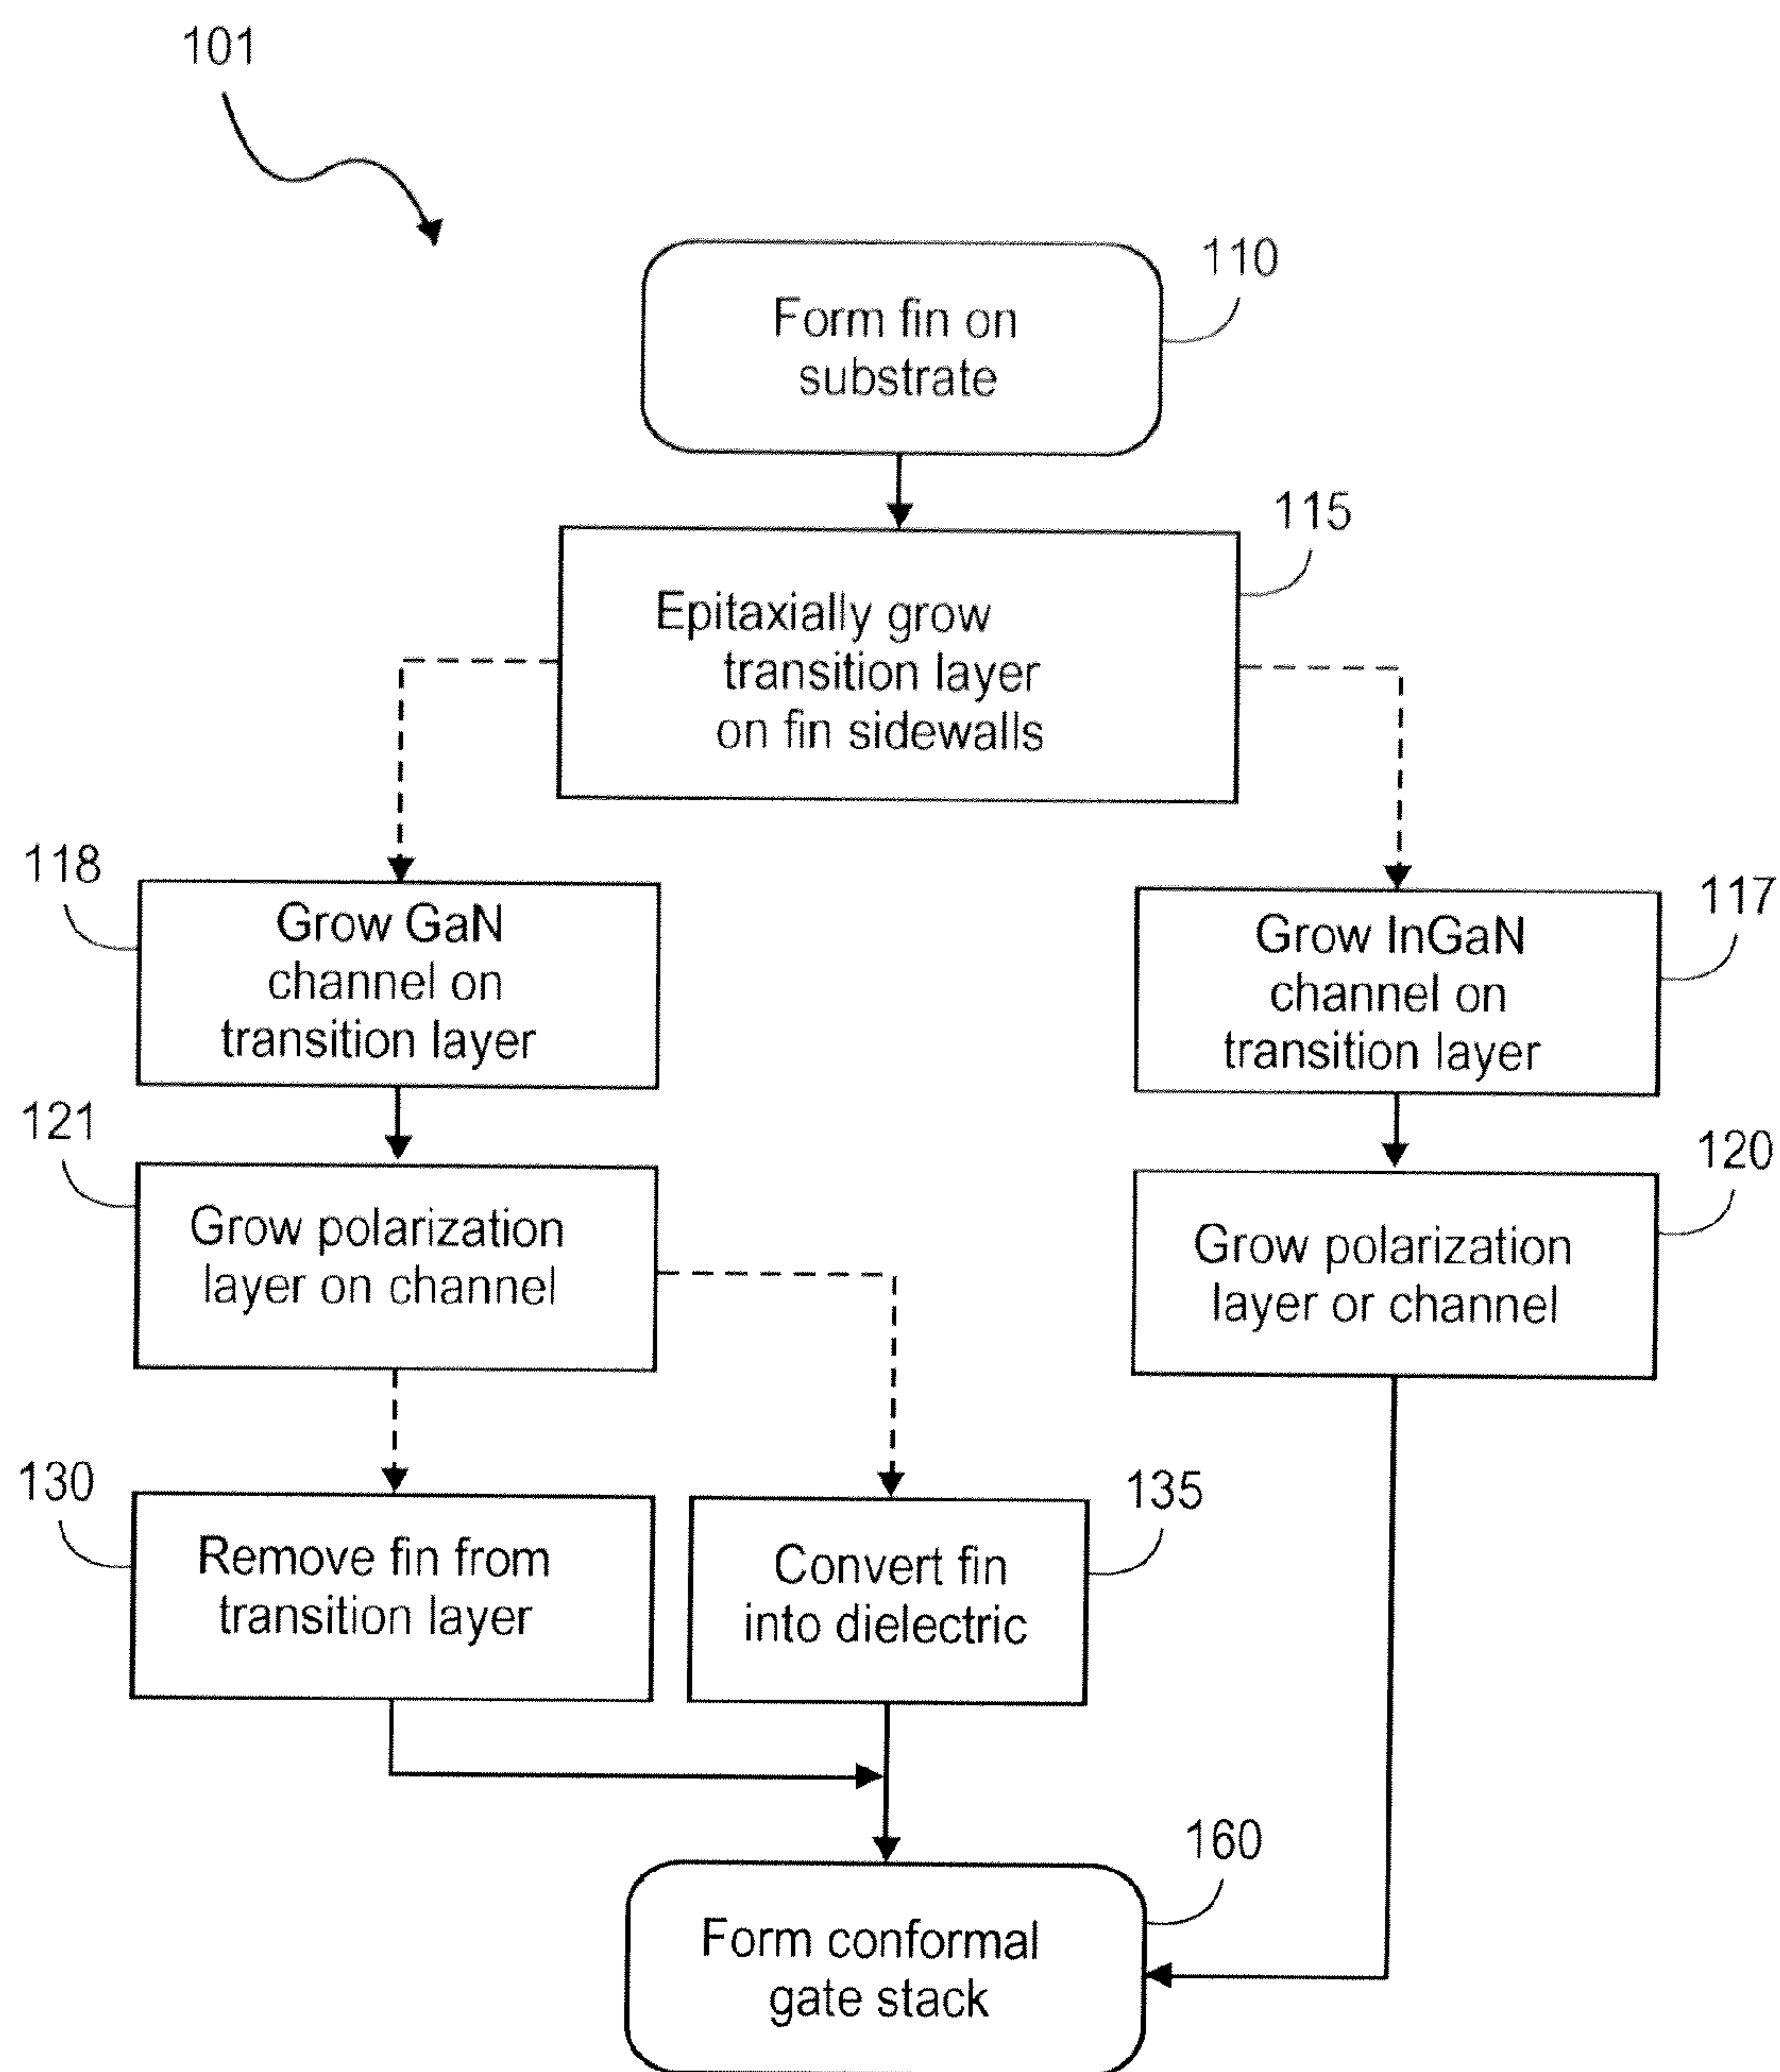 101
110
Form fin on
substrate
115
Epitaxially grow
transition layer
on fin sidewalls
118
Grow GaN
channel on
transition layer
117
Grow InGaN
channel on
transition layer
121
Grow polarization
layer on channel
120
Grow polarization
layer or channel
130
Remove fin from
transition layer
135
Convert fin
into dielectric
160
Form conformal
gate stack